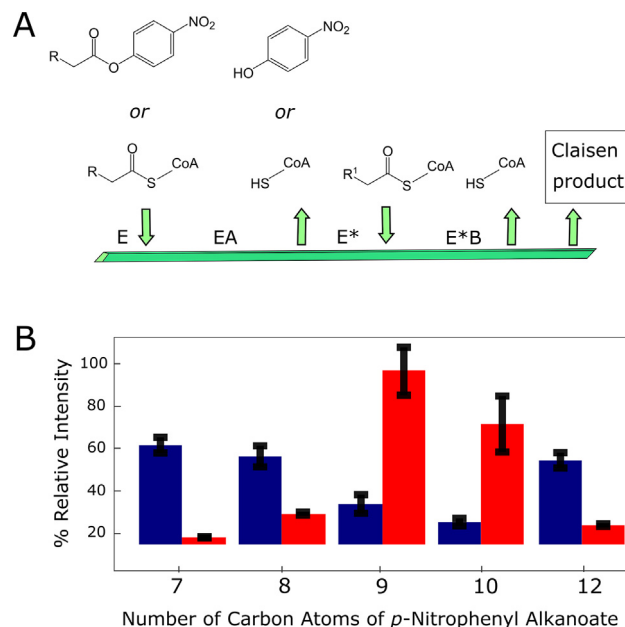 A
NO₂
NO₂
O
R
O
HO
or
or
O
CoA
CoA
O
CoA
CoA
Claisen
product
R
S
HS
R¹
S
HS
E
EA
E*
E*B
B
% Relative Intensity
100
80
60
40
20
7
8
9
10
12
Number of Carbon Atoms of p-Nitrophenyl Alkanoate